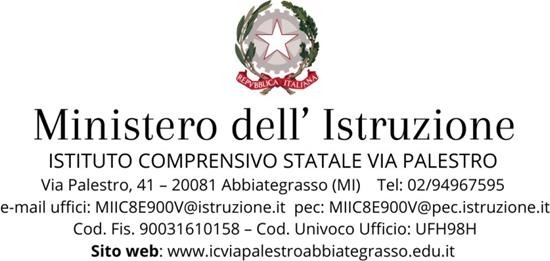 REPVBBLICA ITALIANA
Ministero dell' Istruzione
ISTITUTO COMPRENSIVO STATALE VIA PALESTRO
Via Palestro, 41 – 20081 Abbiategrasso (MI) Tel: 02/94967595
e-mail uffici: MIIC8E900V@istruzione.it pec: MIIC8E900V@pec.istruzione.it
Cod. Fis. 90031610158 – Cod. Univoco Ufficio: UFH98H
Sito web: www.icviapalestroabbiategrasso.edu.it